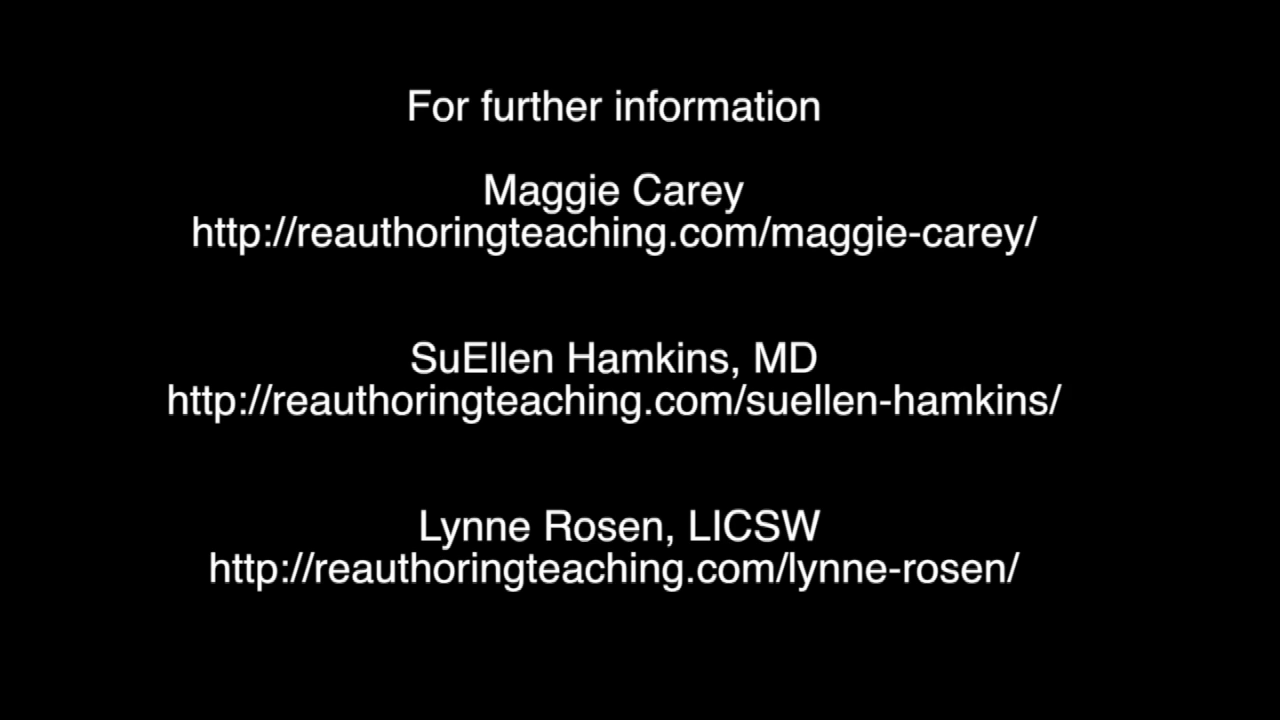 For further information
Maggie Carey
http://reauthoringteaching.com/maggie-carey/
SuEllen Hamkins, MD
http://reauthoringteaching.com/suellen-hamkins/
Lynne Rosen, LICSW
http://reauthoringteaching.com/lynne-rosen/